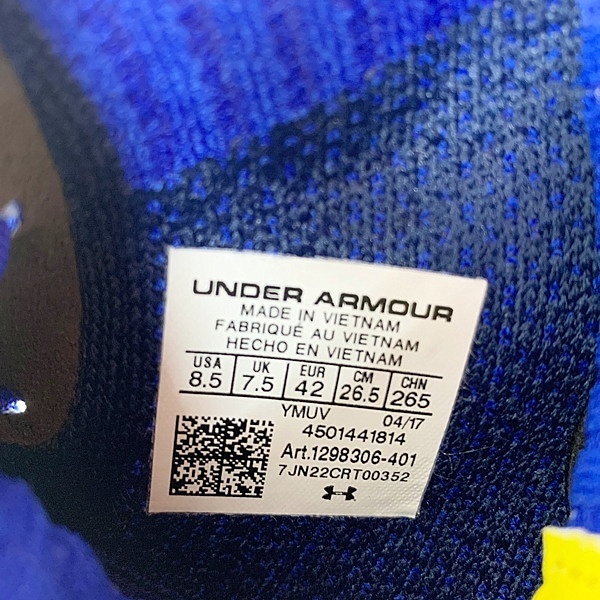 UNDER ARMOUR
MADE IN VIETNAM
FABRIQUÉ AU VIETNAM
HECHO EN VIETNAM
USA UK EUR CM CHN
8.5 7.5 42 26.5 265
YMUV 04/17
4501441814
Art.1298306-401
7JN22CRT00352